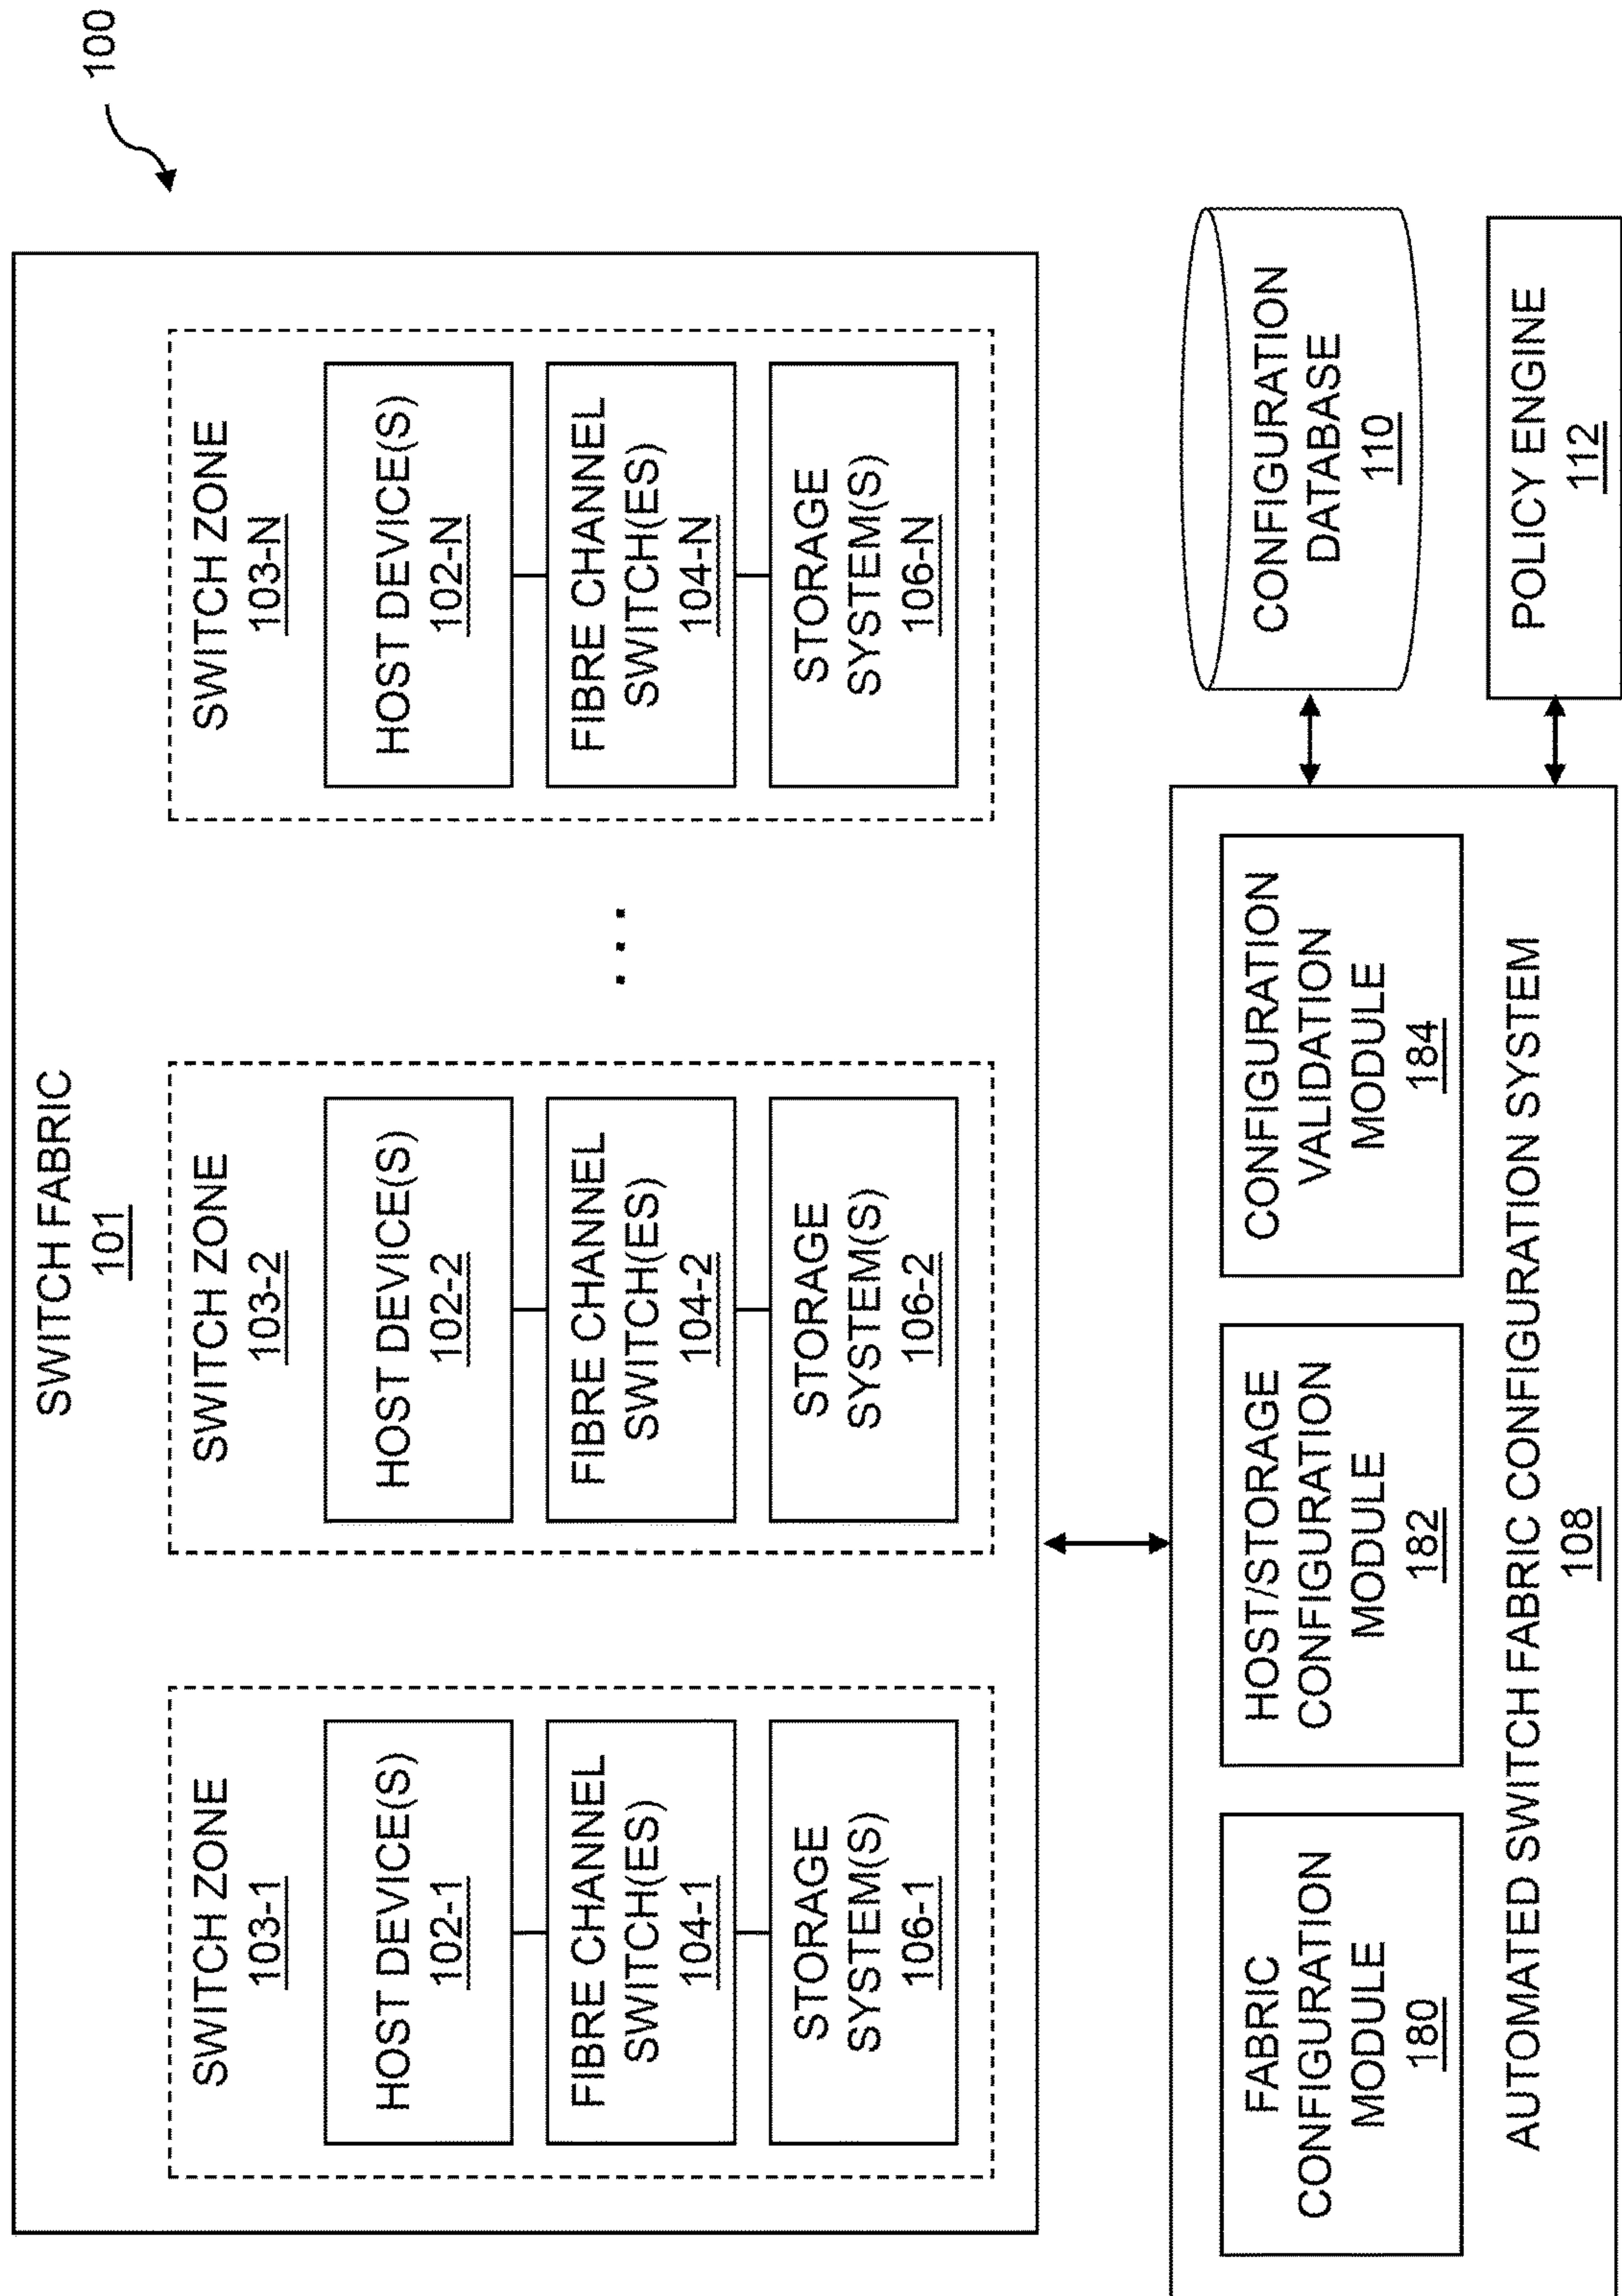 100
SWITCH FABRIC
101
SWITCH ZONE
103-1
HOST DEVICE(S)
102-1
FIBRE CHANNEL
SWITCH(ES)
104-1
STORAGE
SYSTEM(S)
106-1
SWITCH ZONE
103-2
HOST DEVICE(S)
102-2
FIBRE CHANNEL
SWITCH(ES)
104-2
STORAGE
SYSTEM(S)
106-2
. . .
SWITCH ZONE
103-N
HOST DEVICE(S)
102-N
FIBRE CHANNEL
SWITCH(ES)
104-N
STORAGE
SYSTEM(S)
106-N
FABRIC
CONFIGURATION
MODULE
180
HOST/STORAGE
CONFIGURATION
MODULE
182
CONFIGURATION
VALIDATION
MODULE
184
AUTOMATED SWITCH FABRIC CONFIGURATION SYSTEM
108
CONFIGURATION
DATABASE
110
POLICY ENGINE
112